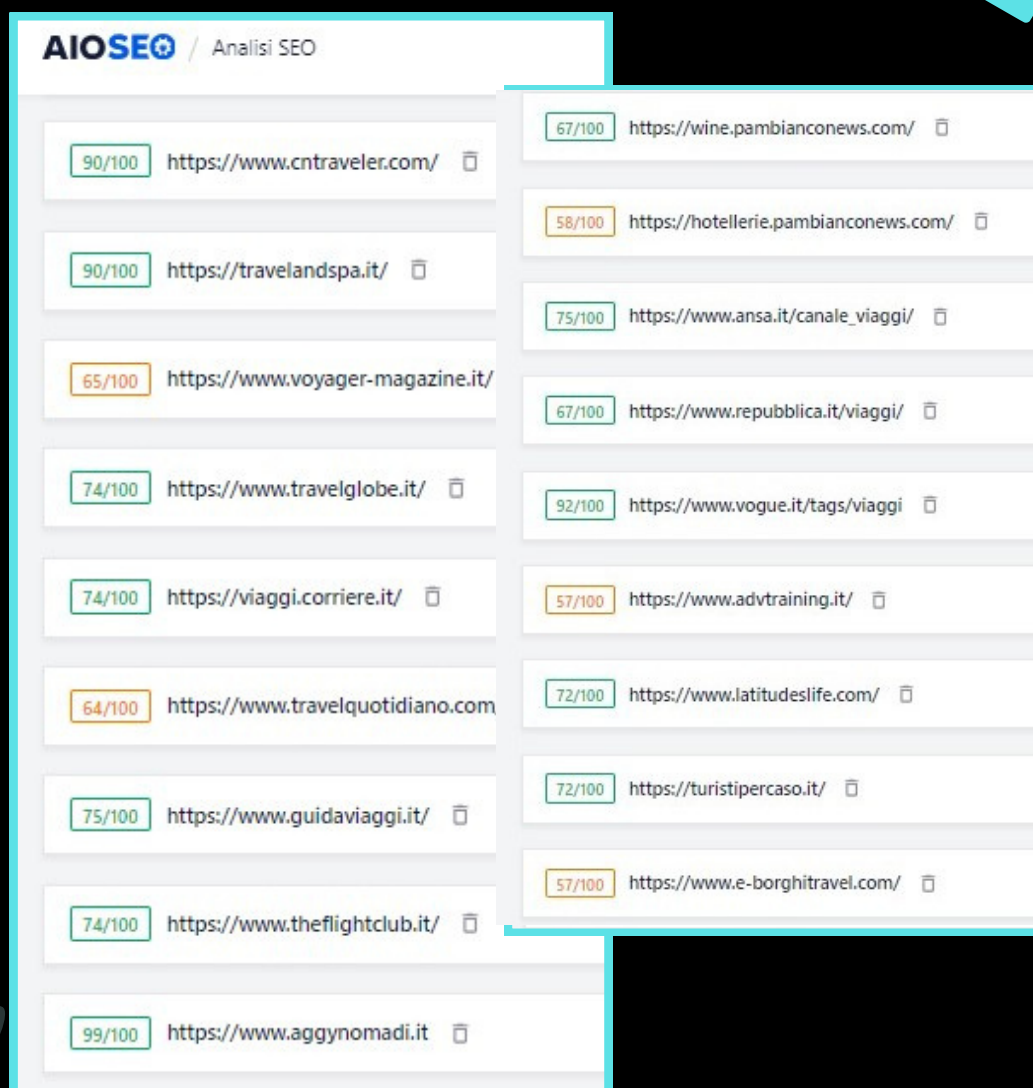 AIOSEO / Analisi SEO
90/100 https://www.cntraveler.com/
90/100 https://travelandspa.it/
65/100 https://www.voyager-magazine.it/
74/100 https://www.travelglobe.it/
74/100 https://viaggi.corriere.it/
64/100 https://www.travelquotidiano.com/
75/100 https://www.guidaviaggi.it/
74/100 https://www.theflightclub.it/
99/100 https://www.aggynomadi.it
67/100 https://wine.pambianconews.com/
58/100 https://hotellerie.pambianconews.com/
75/100 https://www.ansa.it/canale_viaggi/
67/100 https://www.repubblica.it/viaggi/
92/100 https://www.vogue.it/tags/viaggi
57/100 https://www.advtraining.it/
72/100 https://www.latitudeslife.com/
72/100 https://turistipercaso.it/
57/100 https://www.e-borghitravel.com/